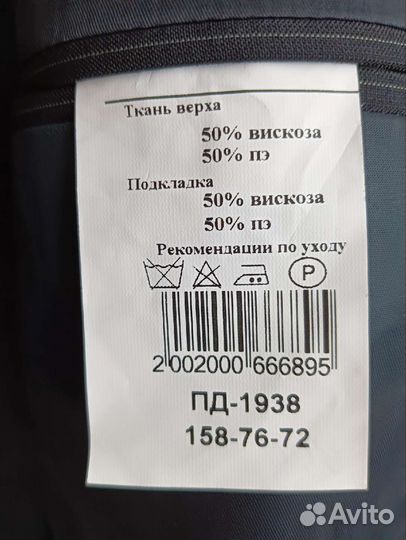 Ткань верха
50% вискоза
50% пэ
Подкладка
50% вискоза
50% пэ
Рекомендации по уходу
P
2 002000 666895
ПД-1938
158-76-72
Avito